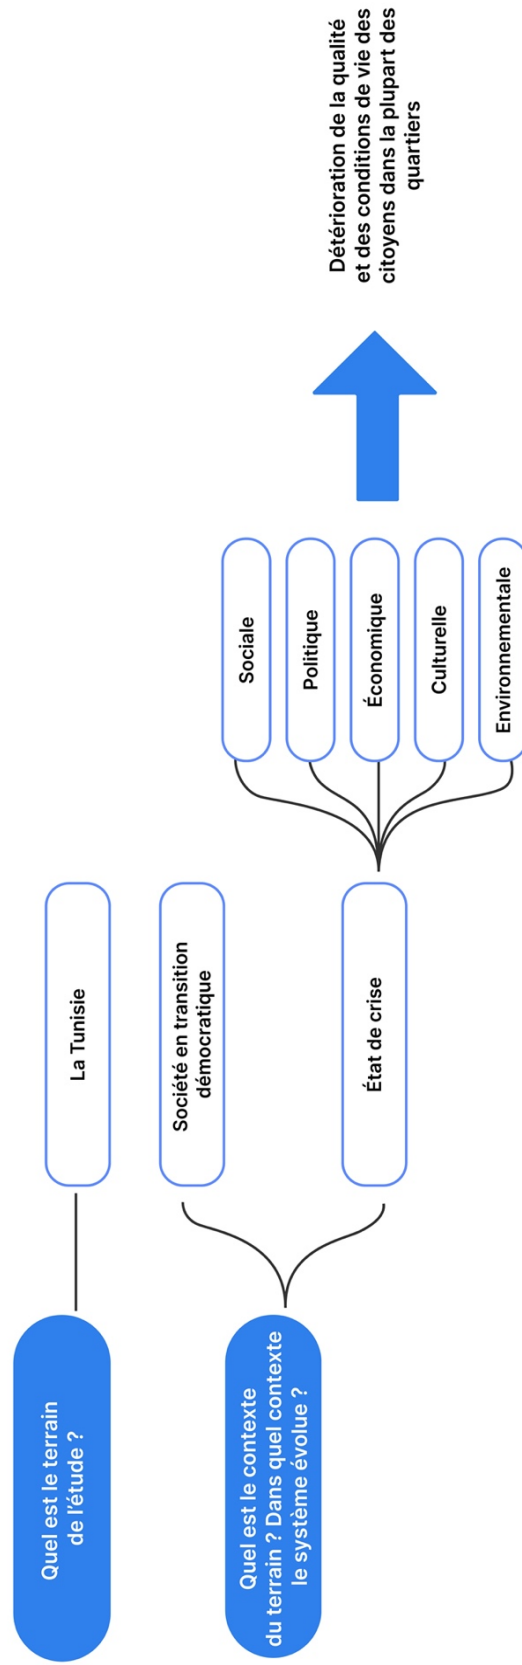 Quel est le terrain
de l'étude ?
La Tunisie
Quel est le contexte
du terrain ? Dans quel contexte
le système évolue ?
Société en transition
démocratique
État de crise
Sociale
Politique
Économique
Culturelle
Environnementale
Détérioration de la qualité
et des conditions de vie des
citoyens dans la plupart des
quartiers